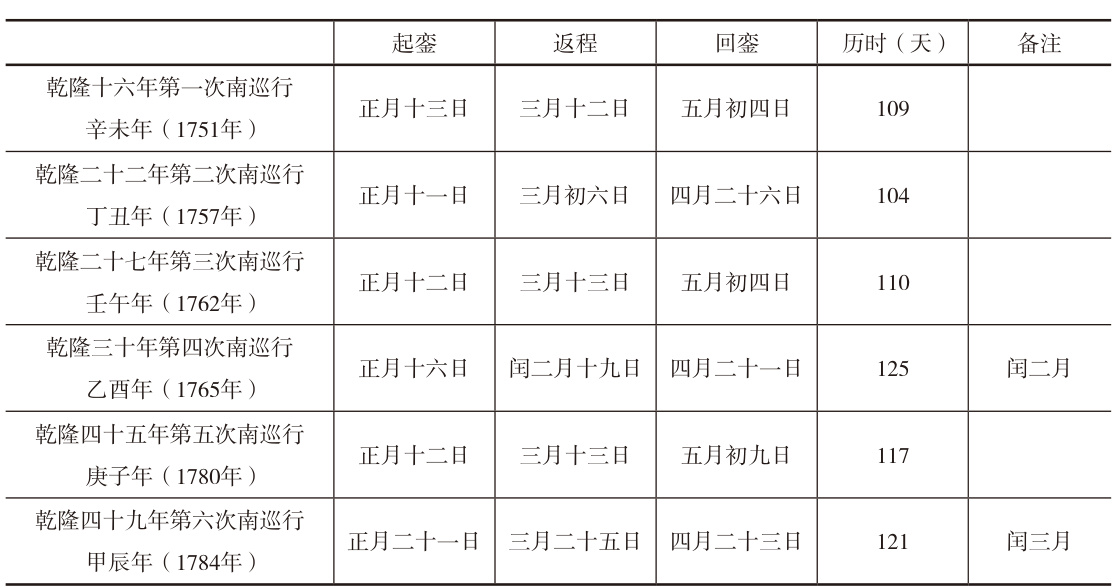 起銮 返程 回銮 历时（天） 备注
乾隆十六年第一次南巡行
辛未年（1751年）
正月十三日 三月十二日 五月初四日 109
乾隆二十二年第二次南巡行
丁丑年（1757年）
正月十一日 三月初六日 四月二十六日 104
乾隆二十七年第三次南巡行
壬午年（1762年）
正月十二日 三月十三日 五月初四日 110
乾隆三十年第四次南巡行
乙酉年（1765年）
正月十六日 闰二月十九日 四月二十一日 125 闰二月
乾隆四十五年第五次南巡行
庚子年（1780年）
正月十二日 三月十三日 五月初九日 117
乾隆四十九年第六次南巡行
甲辰年（1784年）
正月二十一日 三月二十五日 四月二十三日 121 闰三月